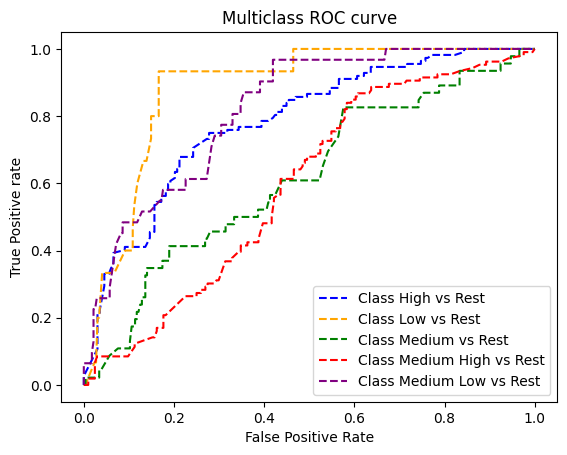 Multiclass ROC curve
True Positive rate
1.0
0.8
0.6
0.4
0.2
0.0
Class High vs Rest
Class Low vs Rest
Class Medium vs Rest
Class Medium High vs Rest
Class Medium Low vs Rest
0.0 0.2 0.4 0.6 0.8 1.0
False Positive Rate